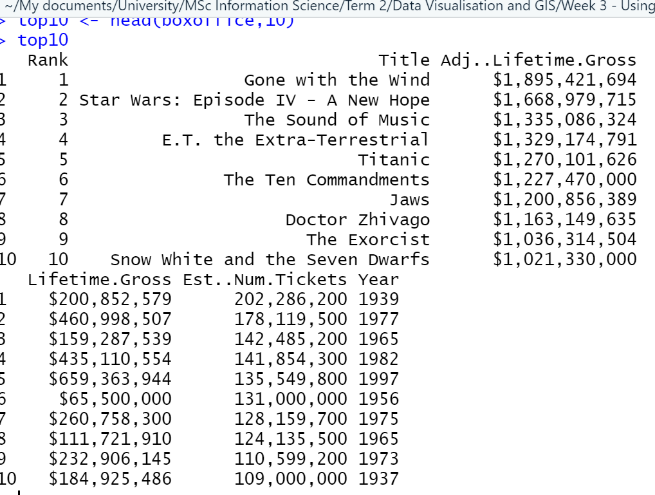 ~/My documents/University/MSc Information Science/Term 2/Data Visualisation and GIS/Week 3 - Using
> top10 <- head(boxoffice,10)
> top10
Rank Title Adj..Lifetime.Gross
1 1 Gone with the Wind $1,895,421,694
2 2 Star Wars: Episode IV - A New Hope $1,668,979,715
3 3 The Sound of Music $1,335,086,324
4 4 E.T. the Extra-Terrestrial $1,329,174,791
5 5 Titanic $1,270,101,626
6 6 The Ten Commandments $1,227,470,000
7 7 Jaws $1,200,856,389
8 8 Doctor Zhivago $1,163,149,635
9 9 The Exorcist $1,036,314,504
10 10 Snow White and the Seven Dwarfs $1,021,330,000
Lifetime.Gross Est..Num.Tickets Year
1 $200,852,579 202,286,200 1939
2 $460,998,507 178,119,500 1977
3 $159,287,539 142,485,200 1965
4 $435,110,554 141,854,300 1982
5 $659,363,944 135,549,800 1997
6 $65,500,000 131,000,000 1956
7 $260,758,300 128,159,700 1975
8 $111,721,910 124,135,500 1965
9 $232,906,145 110,599,200 1973
10 $184,925,486 109,000,000 1937